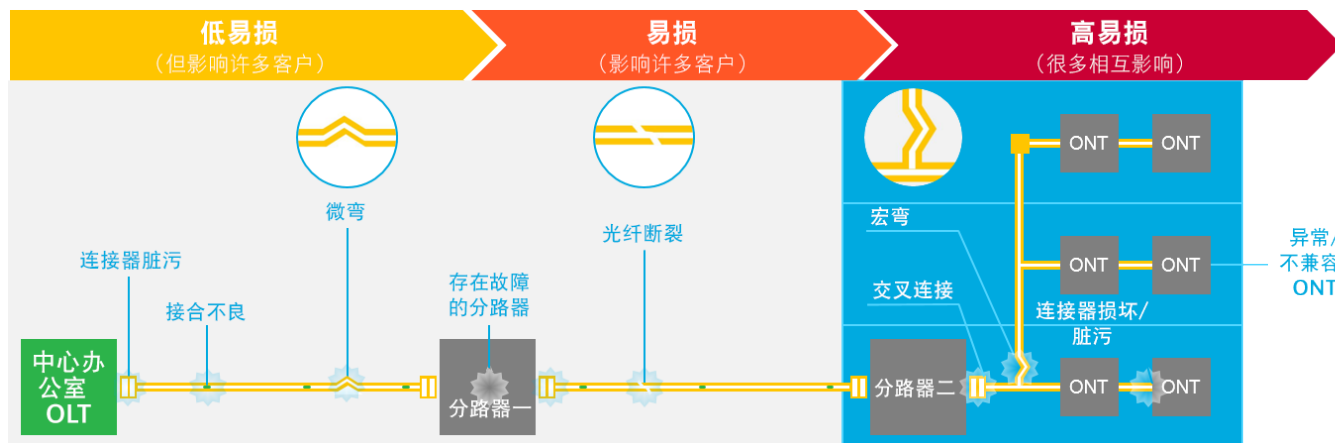 低易损
（但影响许多客户）
易损
（影响许多客户）
高易损
（很多相互影响）
微弯
连接器脏污
接合不良
存在故障
的分路器
光纤断裂
宏弯
交叉连接
连接器损坏/
脏污
异常/
不兼容
ONT
中心办
公室
OLT
分路器一
分路器二
ONT
ONT
ONT
ONT
ONT
ONT